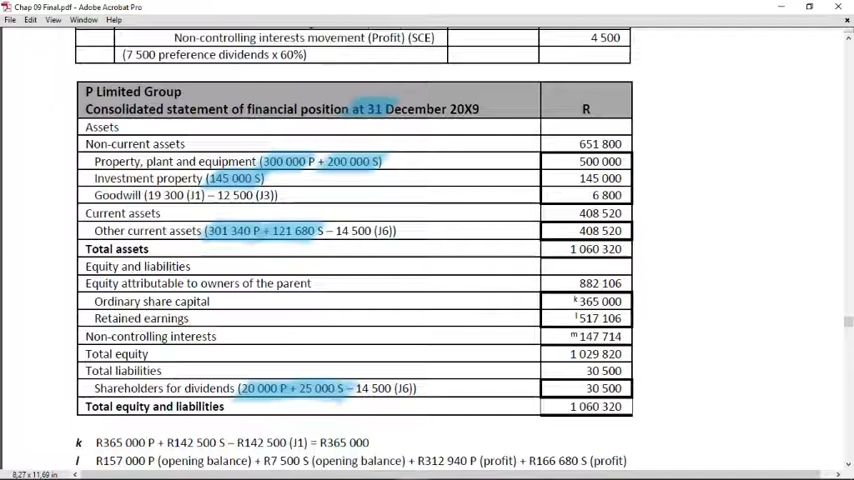 Chap 09 Final.pdf - Adobe Acrobat Pro
File Edit View Window Help
Non-controlling interests movement (Profit) (SCE) 4 500
(7 500 preference dividends x 60%)
P Limited Group
Consolidated statement of financial position at 31 December 20X9 R
Assets
Non-current assets 651 800
Property, plant and equipment (300 000 P + 200 000 S) 500 000
Investment property (145 000 S) 145 000
Goodwill (19 300 (J1) – 12 500 (J3)) 6 800
Current assets 408 520
Other current assets (301 340 P + 121 680 S – 14 500 (J6)) 408 520
Total assets 1 060 320
Equity and liabilities
Equity attributable to owners of the parent 882 106
Ordinary share capital k 365 000
Retained earnings l 517 106
Non-controlling interests m 147 714
Total equity 1 029 820
Total liabilities 30 500
Shareholders for dividends (20 000 P + 25 000 S – 14 500 (J6)) 30 500
Total equity and liabilities 1 060 320
k R365 000 P + R142 500 S – R142 500 (J1) = R365 000
l R157 000 P (opening balance) + R7 500 S (opening balance) + R312 940 P (profit) + R166 680 S (profit)
8,27 x 11,69 in